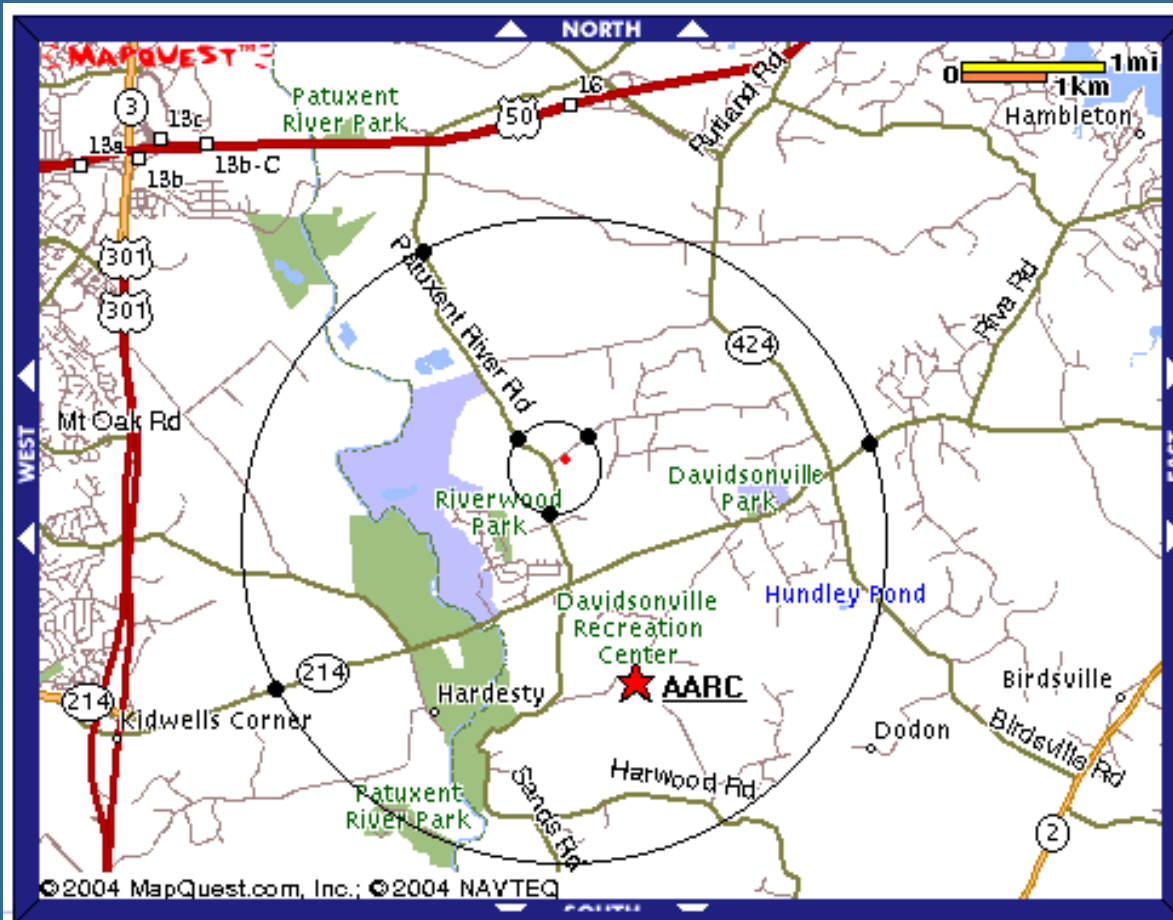 NORTH
MAPQUEST™
1mi
0
1km
16
Rutland Rd
Patuxent
River Park
3
50
Hambleton
13c
13a
13b-C
13b
301
Patuxent River Rd
Riva Rd
301
424
Mt Oak Rd
WEST
EAST
Davidsonville
Park
Riverwood
Park
Hundley Pond
Davidsonville
Recreation
Center
214
AARC
Birdsville
214
Hardesty
Kidwells Corner
Dodon
Birdsville Rd
Harwood Rd
Sands Rd
Patuxent
River Park
2
©2004 MapQuest.com, Inc.; ©2004 NAVTEQ
SOUTH